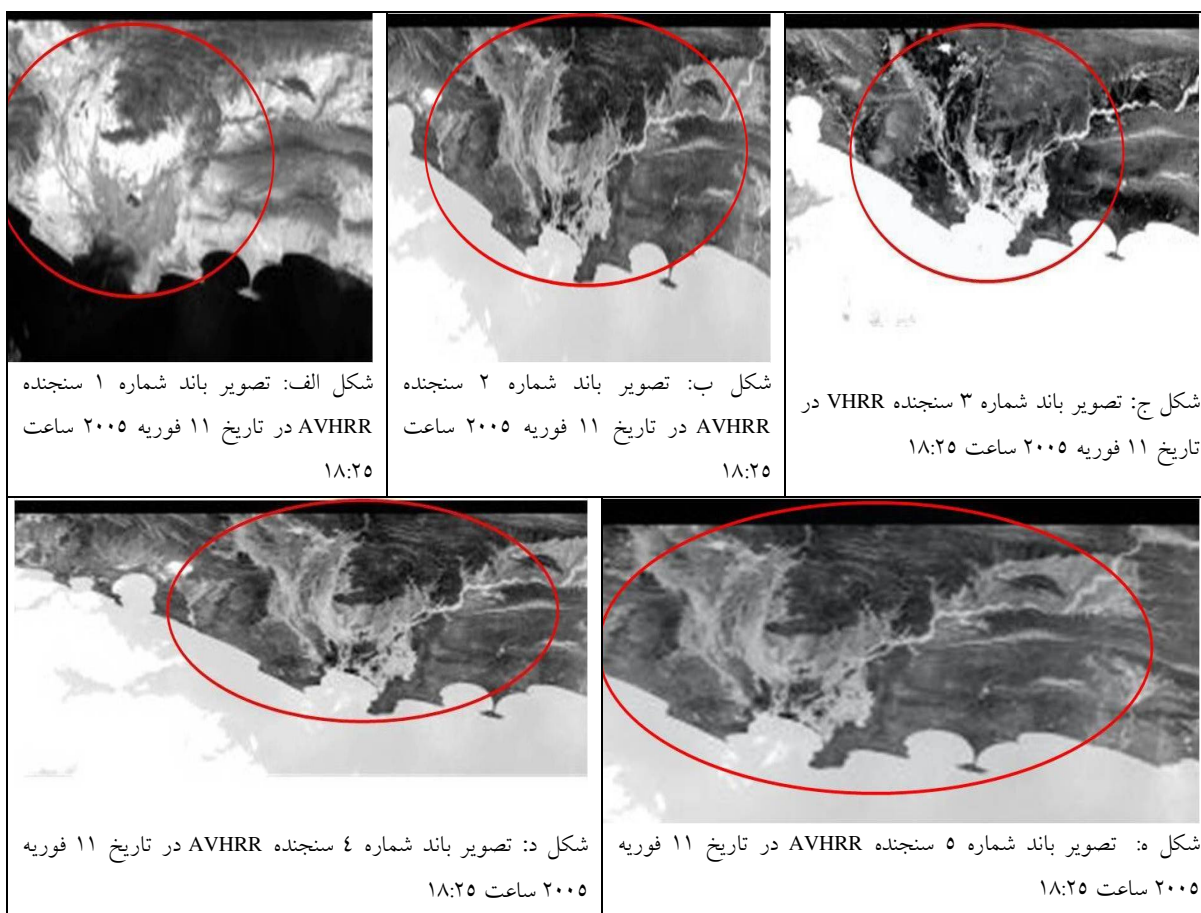 شکل الف: تصویر باند شماره ۱ سنجنده
AVHRR در تاریخ ۱۱ فوریه ۲۰۰۵ ساعت
۱۸:۲۵
شکل ب: تصویر باند شماره ۲ سنجنده
AVHRR در تاریخ ۱۱ فوریه ۲۰۰۵ ساعت
۱۸:۲۵
شکل ج: تصویر باند شماره ۳ سنجنده VHRR در
تاریخ ۱۱ فوریه ۲۰۰۵ ساعت ۱۸:۲۵
شکل د: تصویر باند شماره ٤ سنجنده AVHRR در تاریخ ۱۱ فوریه
۲۰۰۵ ساعت ۱۸:۲۵
شکل ه: تصویر باند شماره ۵ سنجنده AVHRR در تاریخ ۱۱ فوریه
۲۰۰۵ ساعت ۱۸:۲۵